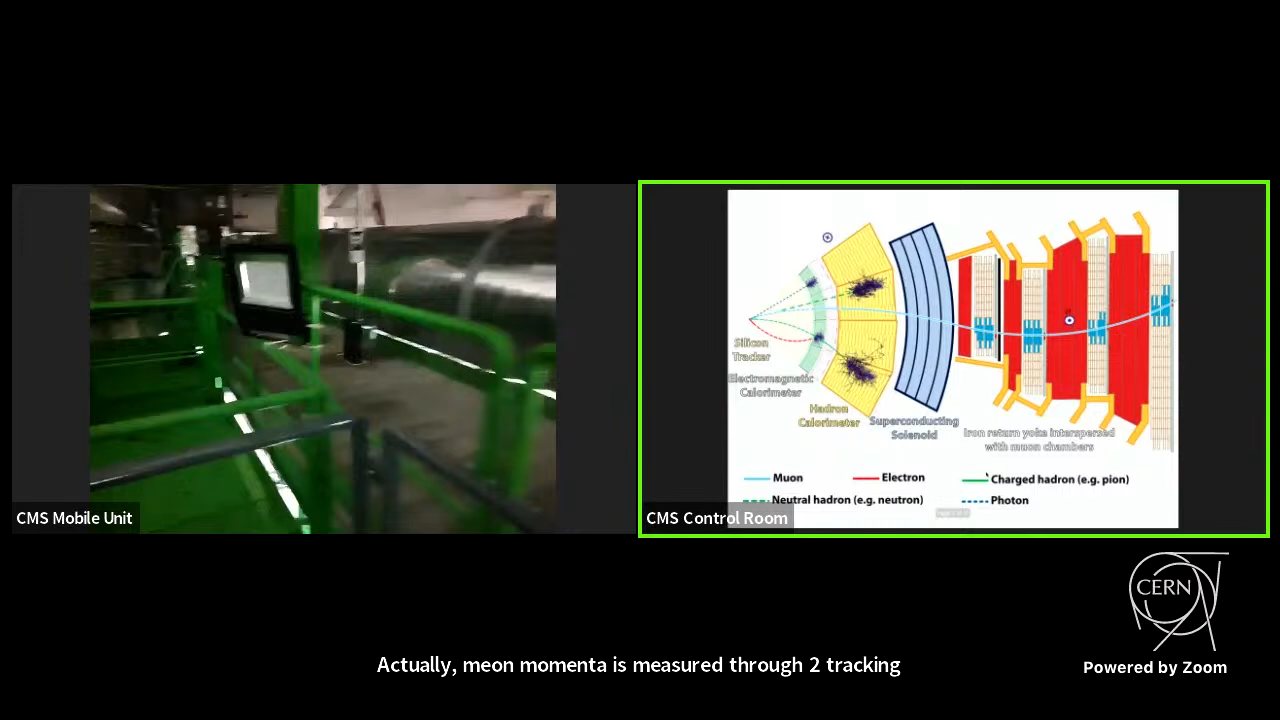 Silicon
Tracker
Electromagnetic
Calorimeter
Hadron
Calorimeter
Superconducting
Solenoid
Iron return yoke interspersed
with muon chambers
Muon
Electron
Charged hadron (e.g. pion)
Neutral hadron (e.g. neutron)
Photon
CMS Mobile Unit
CMS Control Room
CERN
Actually, meon momenta is measured through 2 tracking
Powered by Zoom